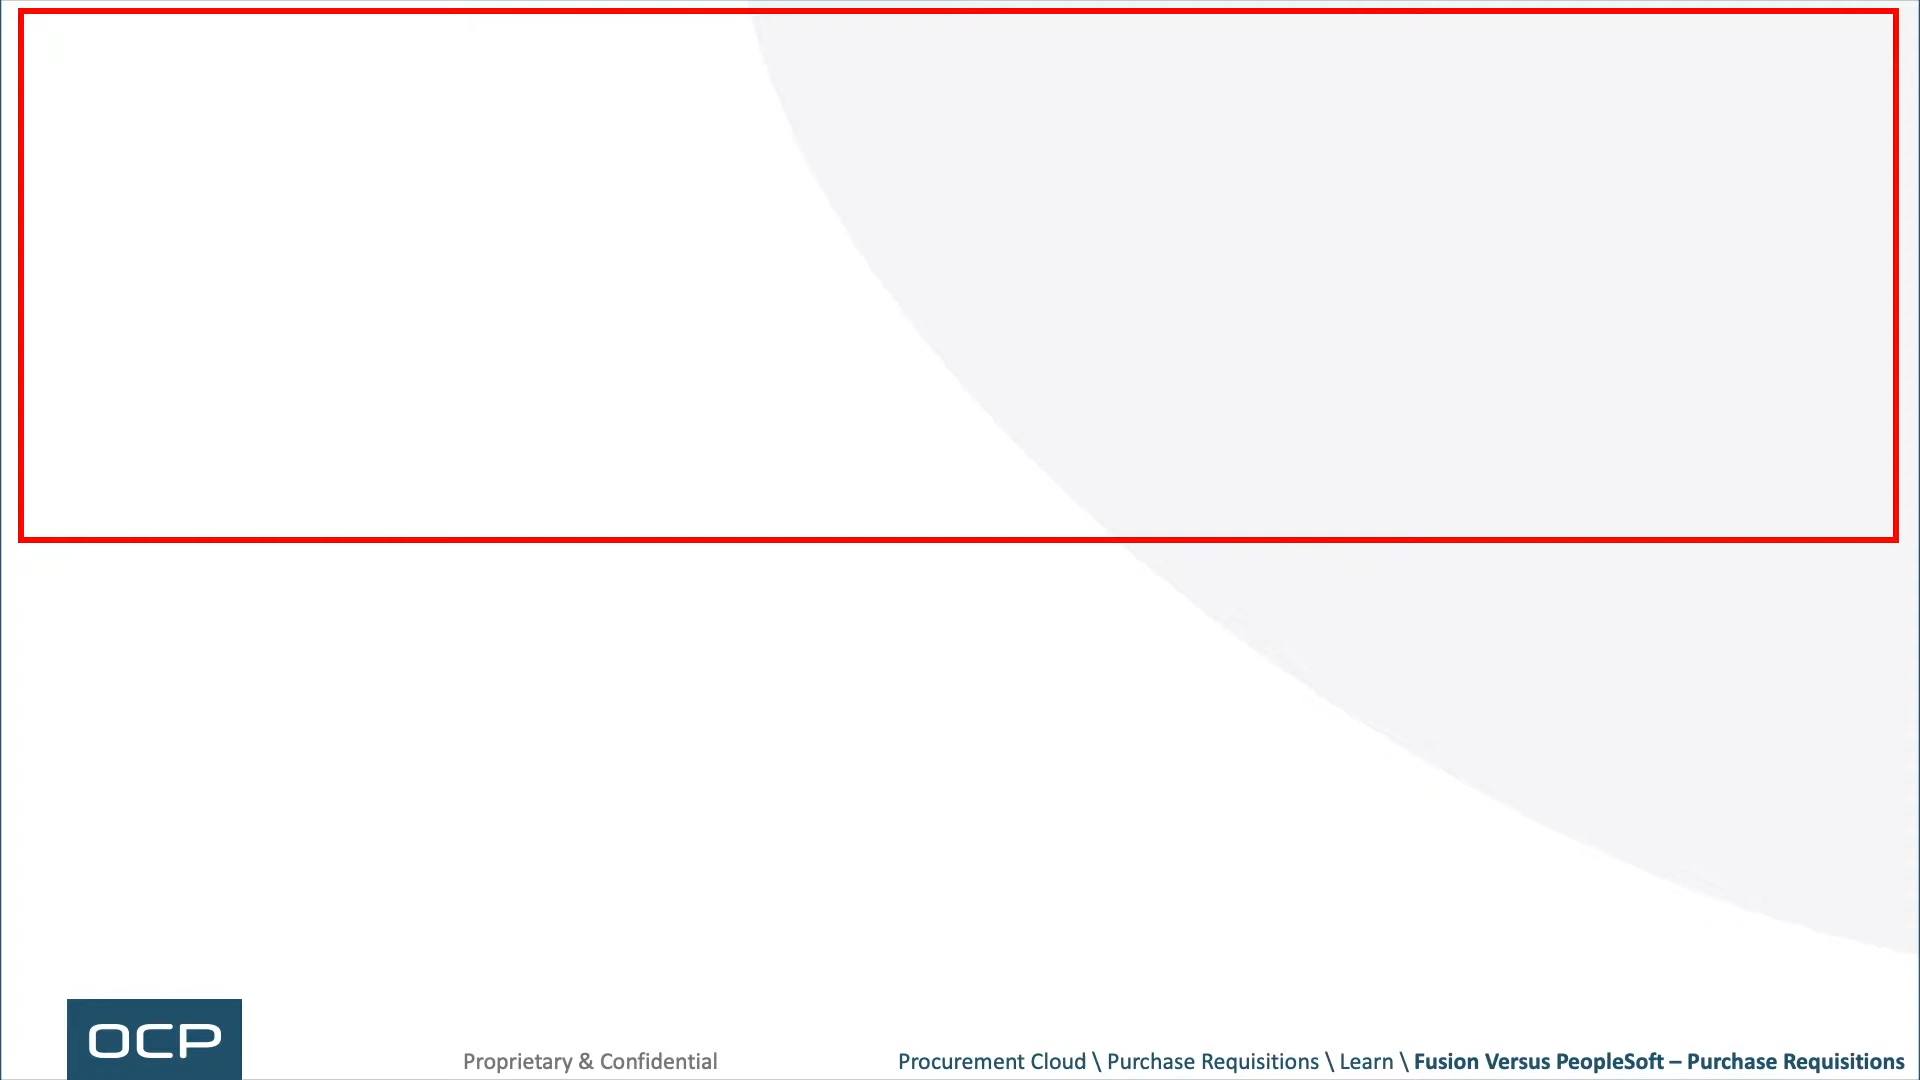 OCP
Proprietary & Confidential
Procurement Cloud \ Purchase Requisitions \ Learn \ Fusion Versus PeopleSoft – Purchase Requisitions